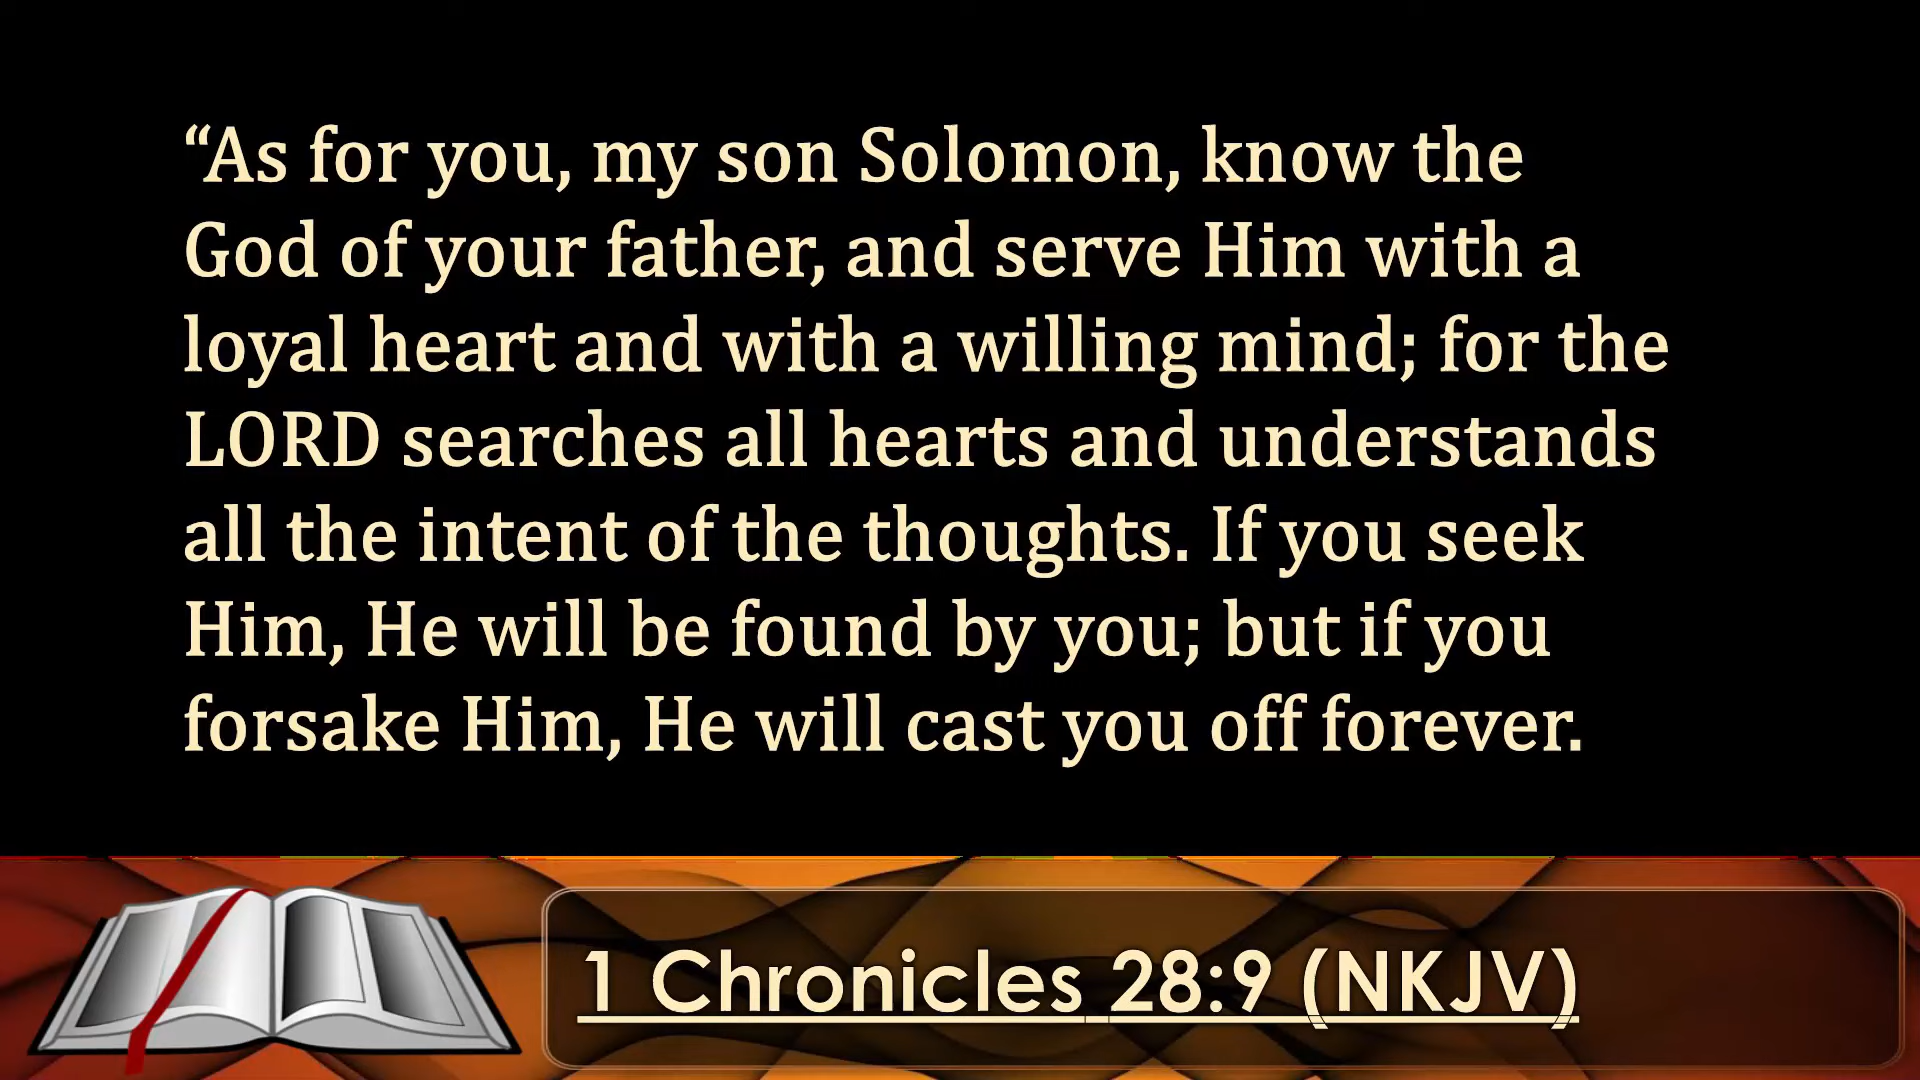 “As for you, my son Solomon, know the
God of your father, and serve Him with a
loyal heart and with a willing mind; for the
LORD searches all hearts and understands
all the intent of the thoughts. If you seek
Him, He will be found by you; but if you
forsake Him, He will cast you off forever.
1 Chronicles 28:9 (NKJV)